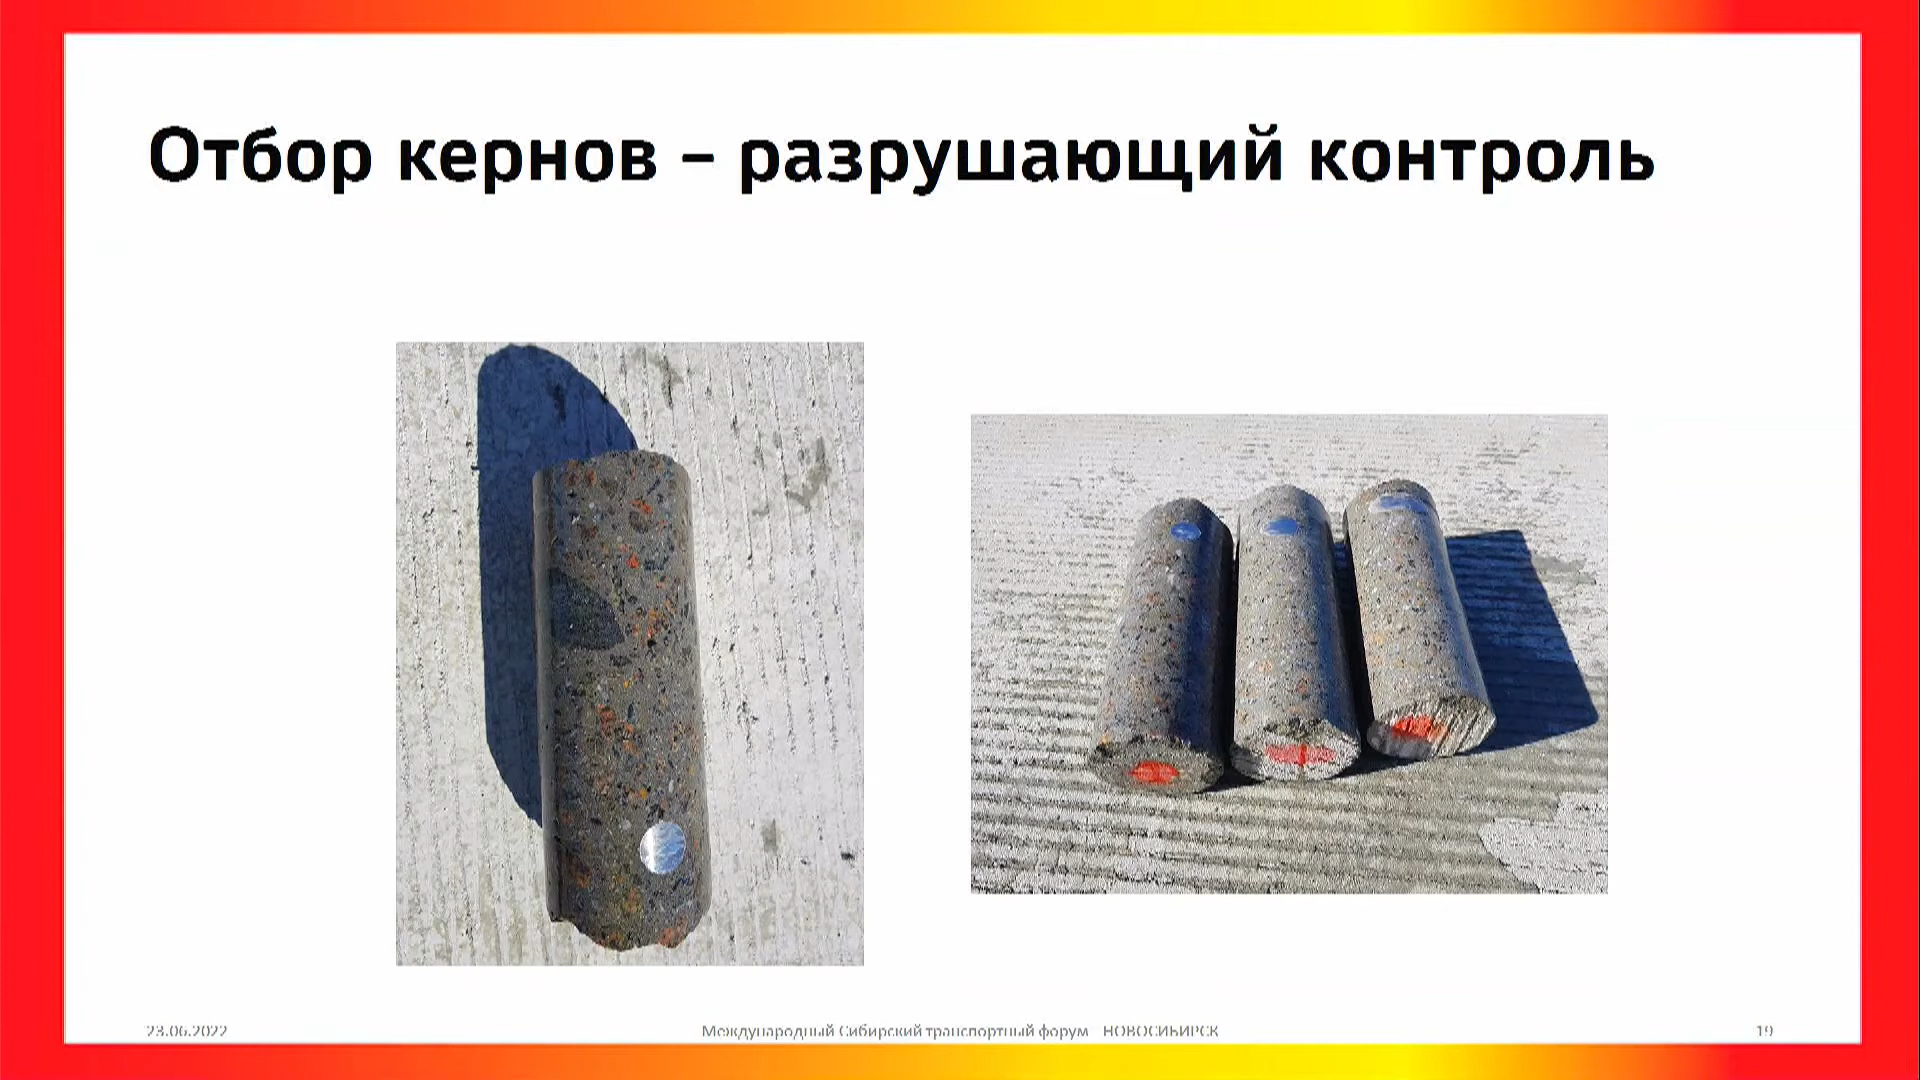 Отбор кернов – разрушающий контроль
23.06.2022
Международный Сибирский транспортный форум НОВОСИБИРСК
19